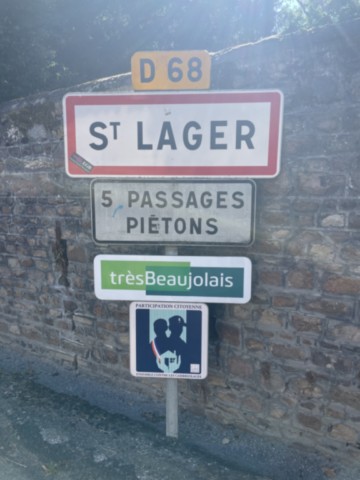 D 68
ST LAGER
5 PASSAGES
PIÉTONS
trèsBeaujolais
PARTICIPATION CITOYENNE